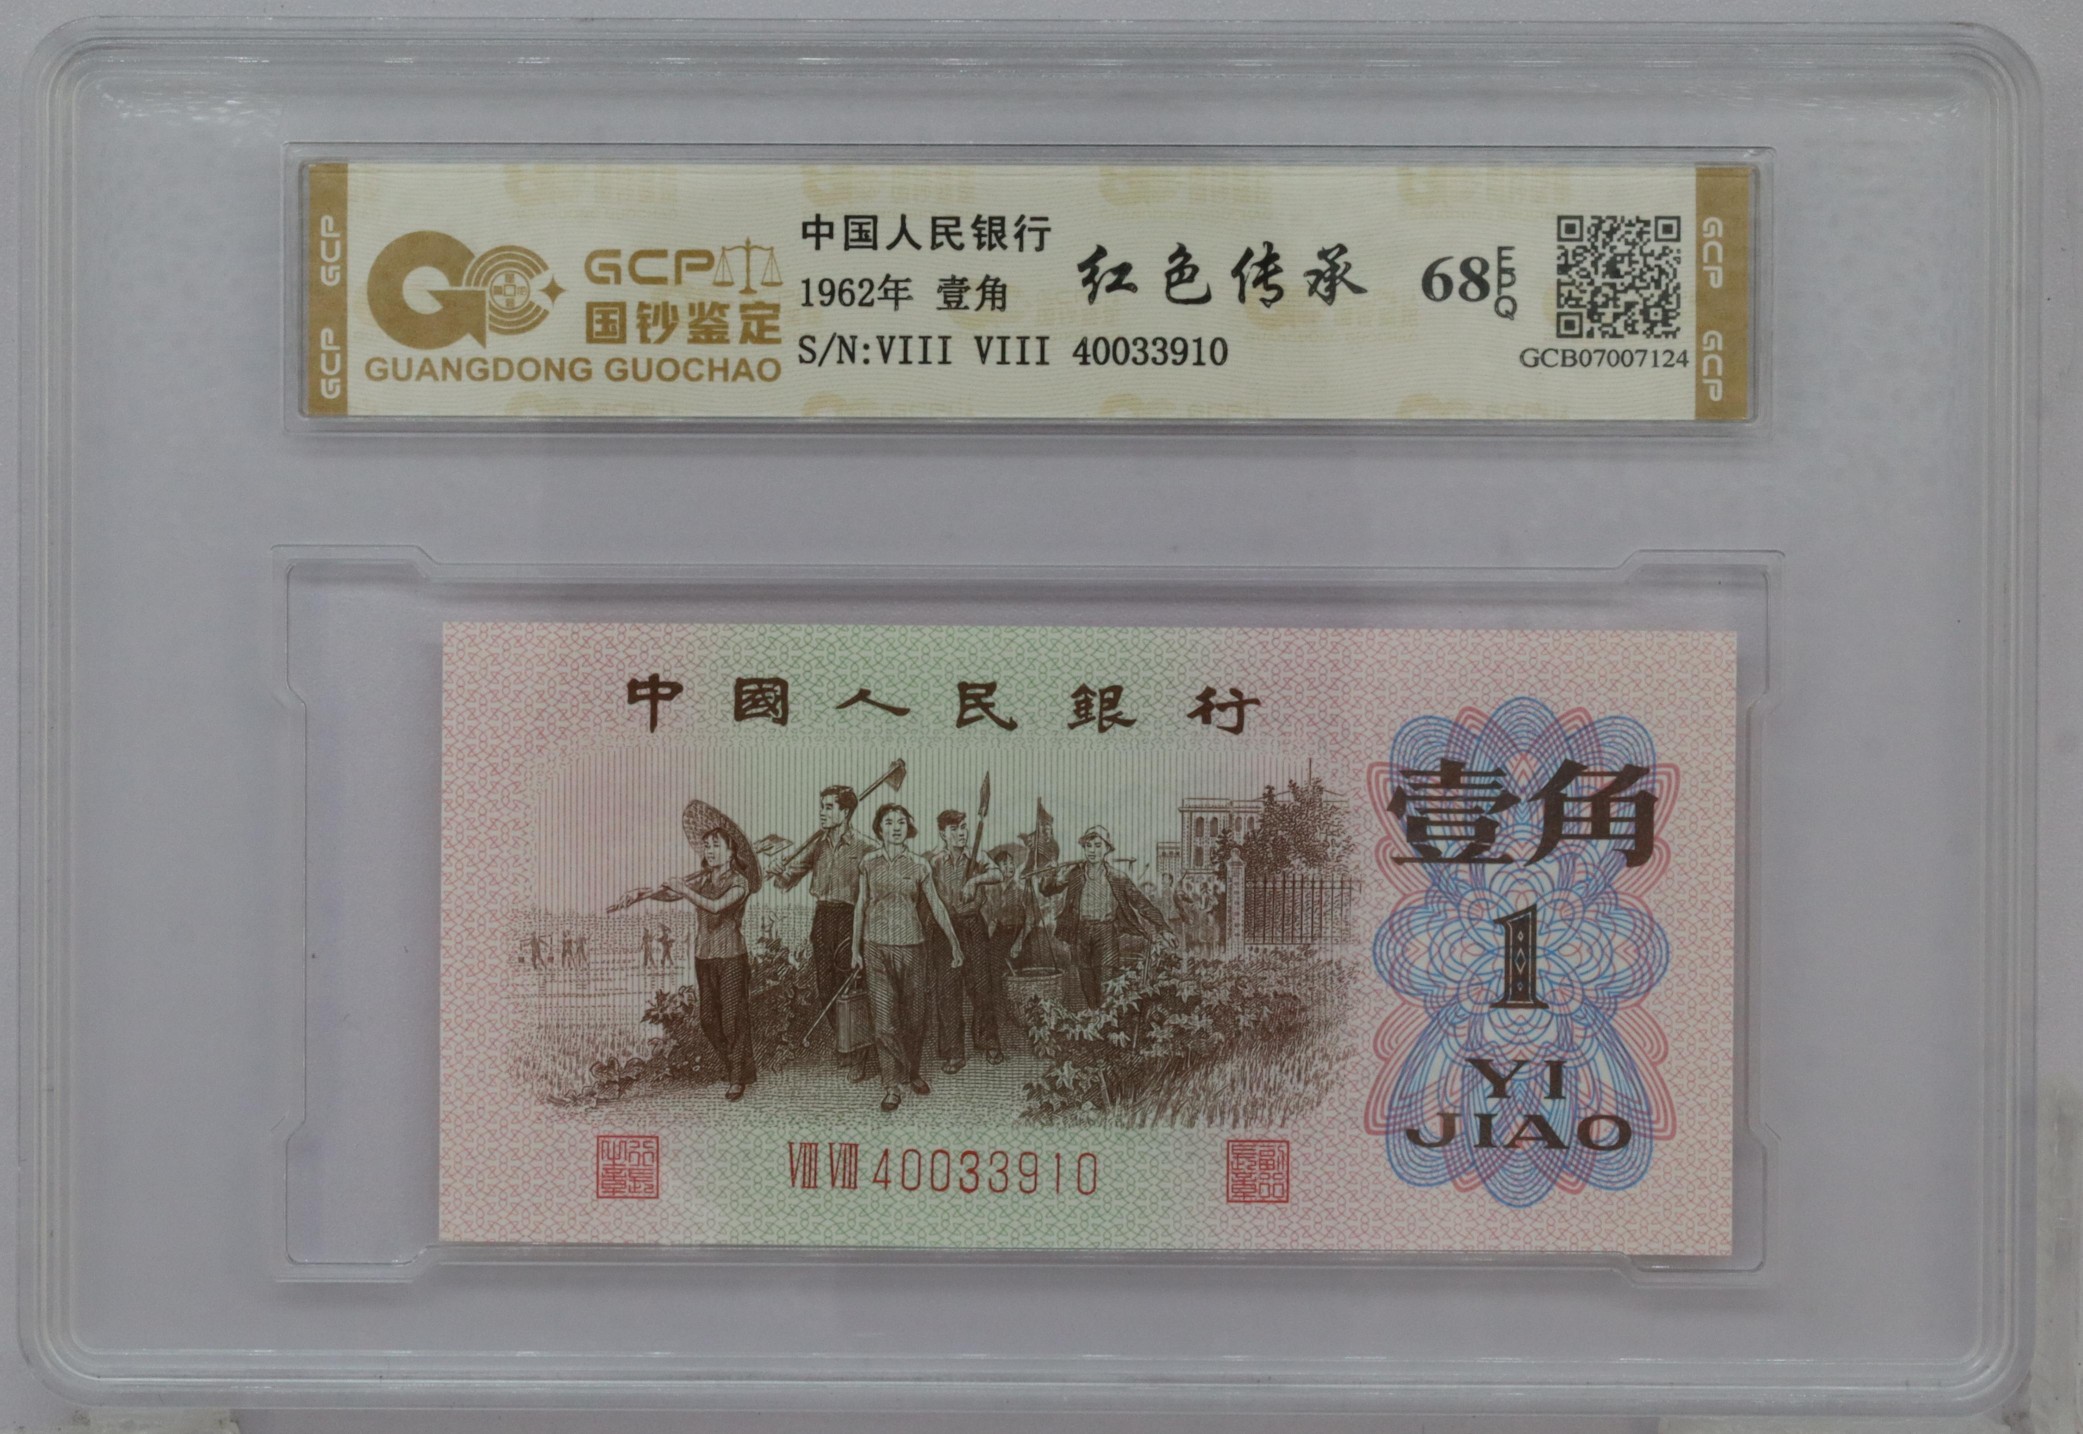 GCP
GCP
GCP
国钞鉴定
GUANGDONG GUOCHAO
中国人民银行
1962年 壹角
S/N:VIII VIII 40033910
红色传承
68 EPQ
GCB07007124
GCP
GCP
中國人民銀行
壹角
1
YI
JIAO
VIII VIII 40033910